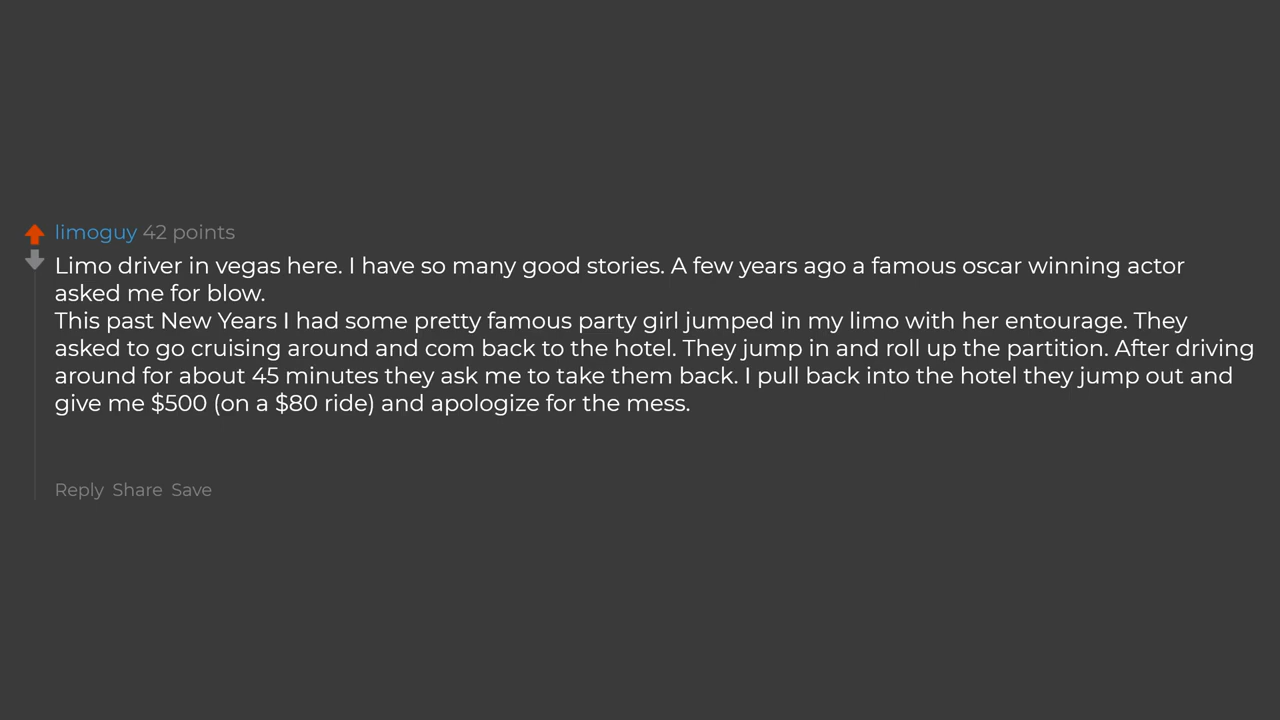 limoguy 42 points
Limo driver in vegas here. I have so many good stories. A few years ago a famous oscar winning actor
asked me for blow.
This past New Years I had some pretty famous party girl jumped in my limo with her entourage. They
asked to go cruising around and com back to the hotel. They jump in and roll up the partition. After driving
around for about 45 minutes they ask me to take them back. I pull back into the hotel they jump out and
give me $500 (on a $80 ride) and apologize for the mess.
Reply Share Save